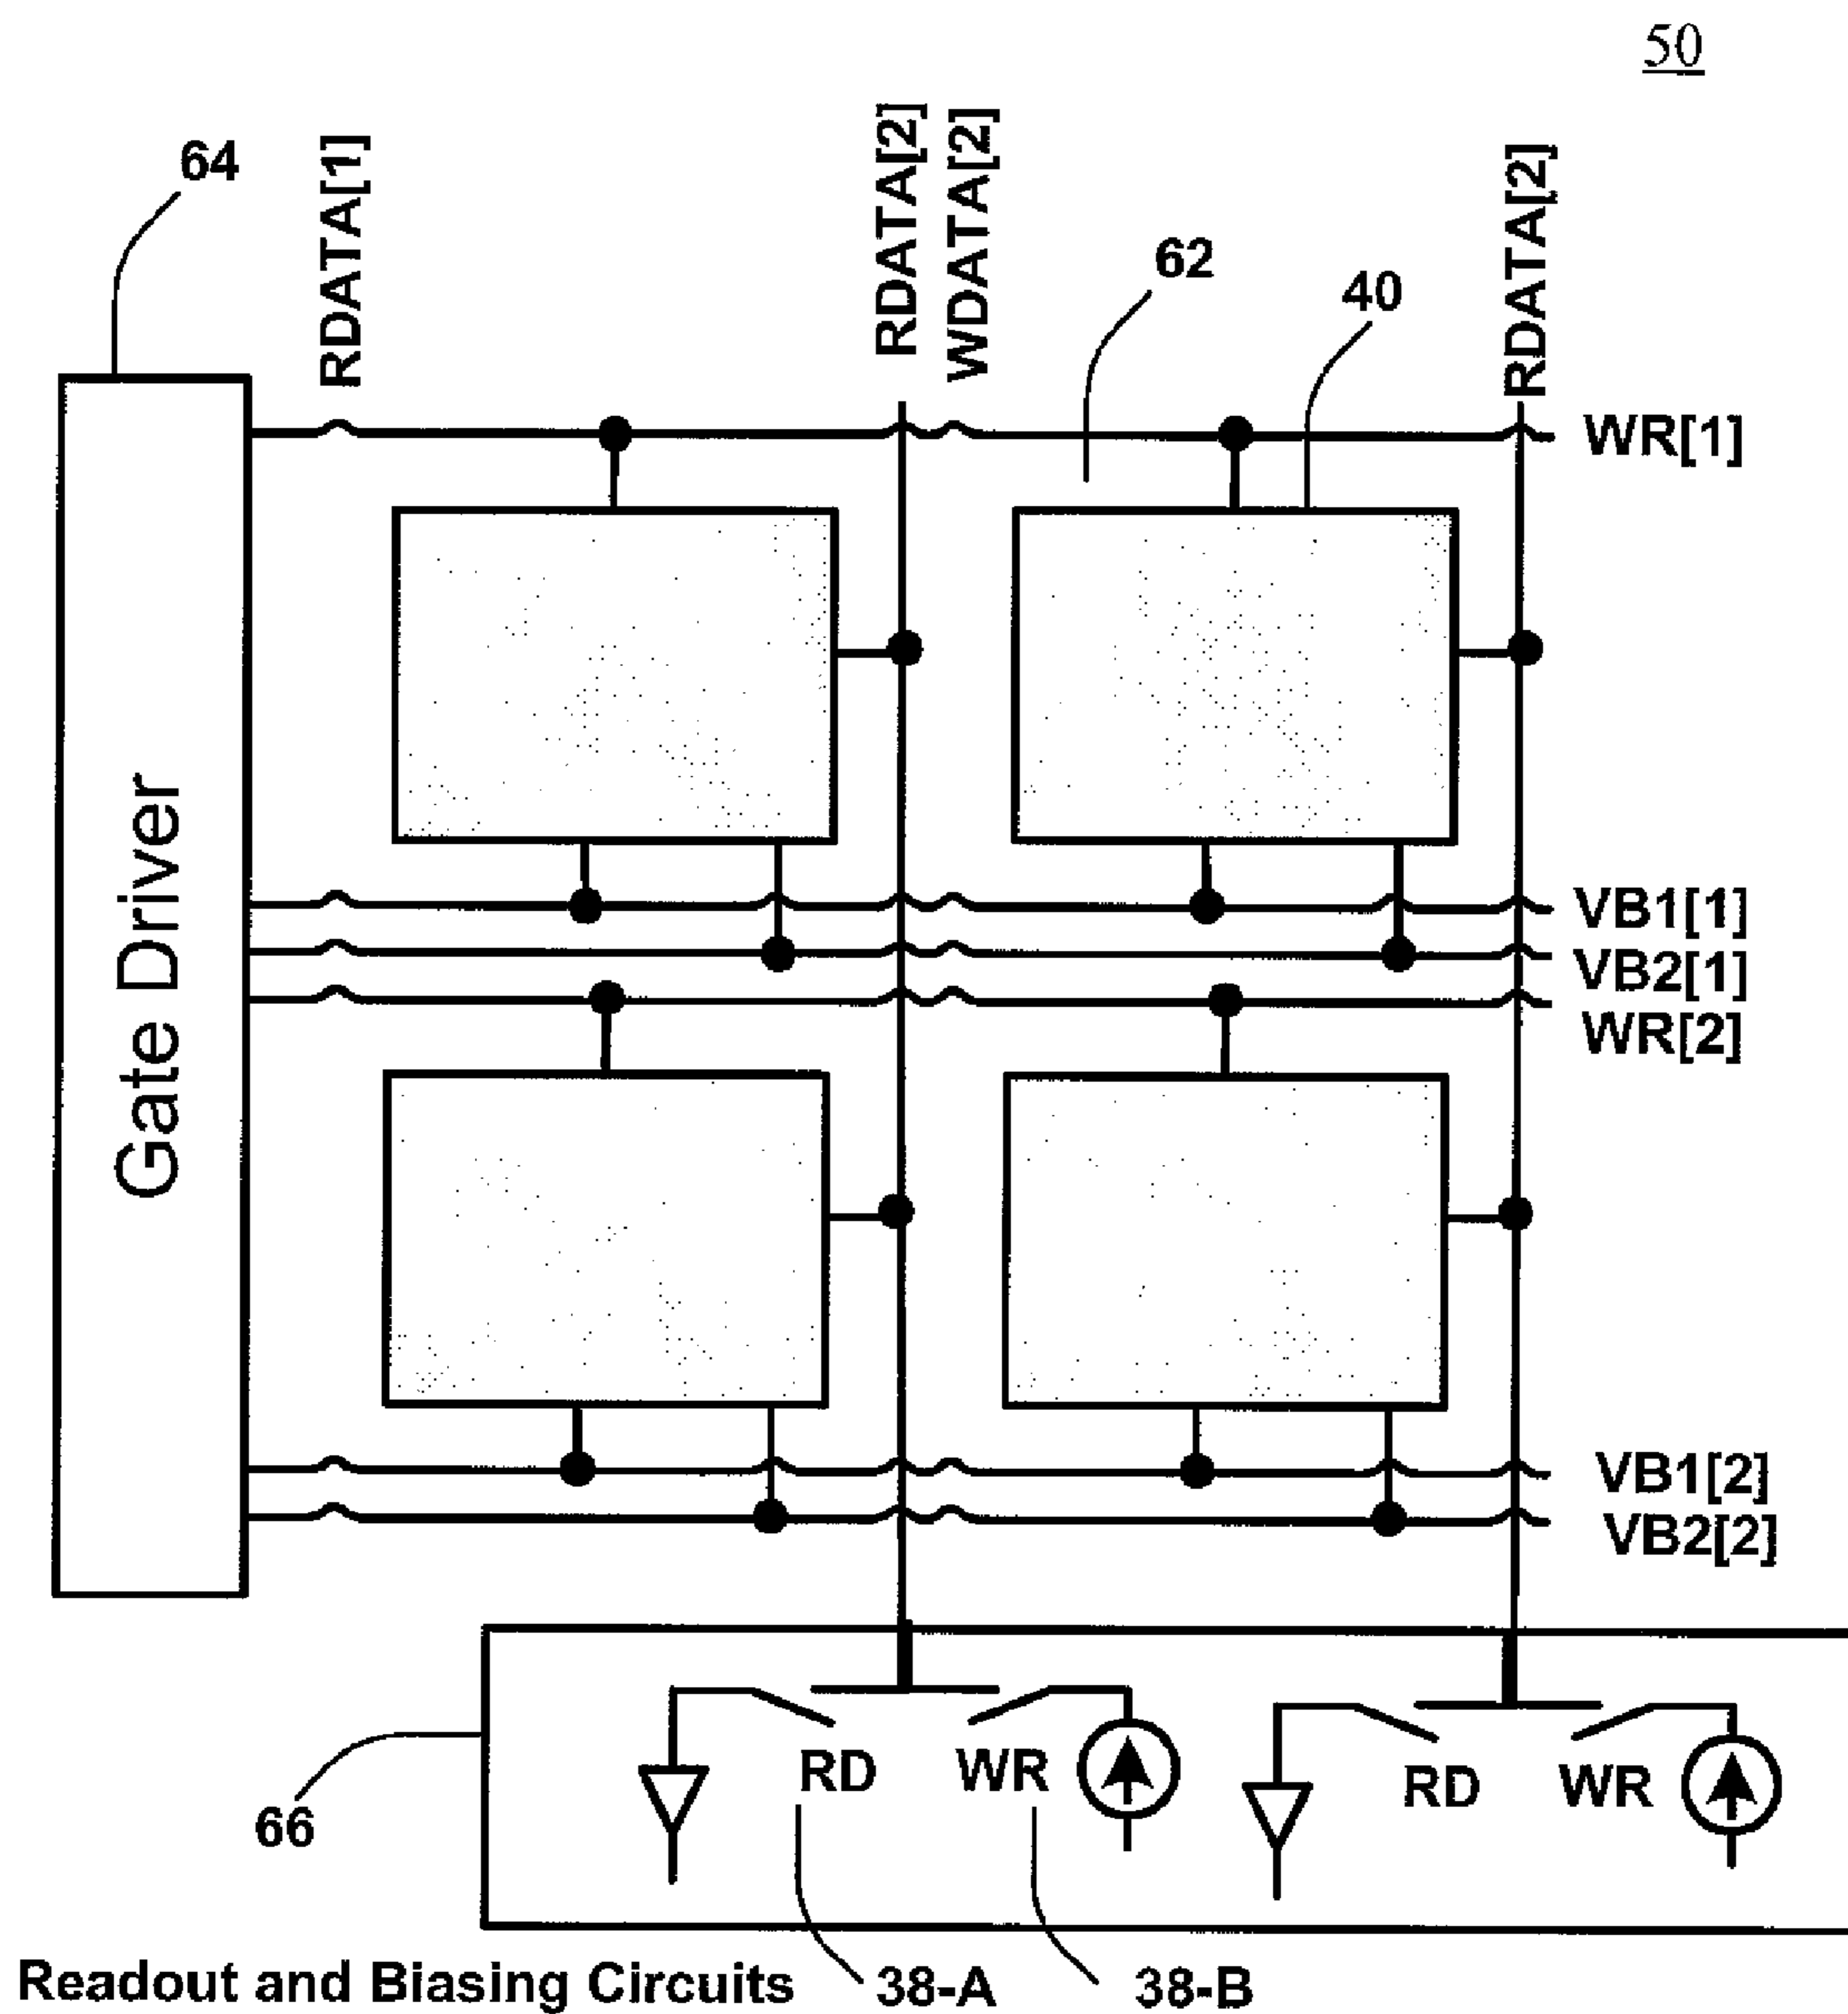 50
64
RDATA[1]
RDATA[2]
WDATA[2]
RDATA[2]
62
40
WR[1]
Gate Driver
VB1[1]
VB2[1]
WR[2]
VB1[2]
VB2[2]
66
RD
WR
RD
WR
Readout and Biasing Circuits
38-A
38-B